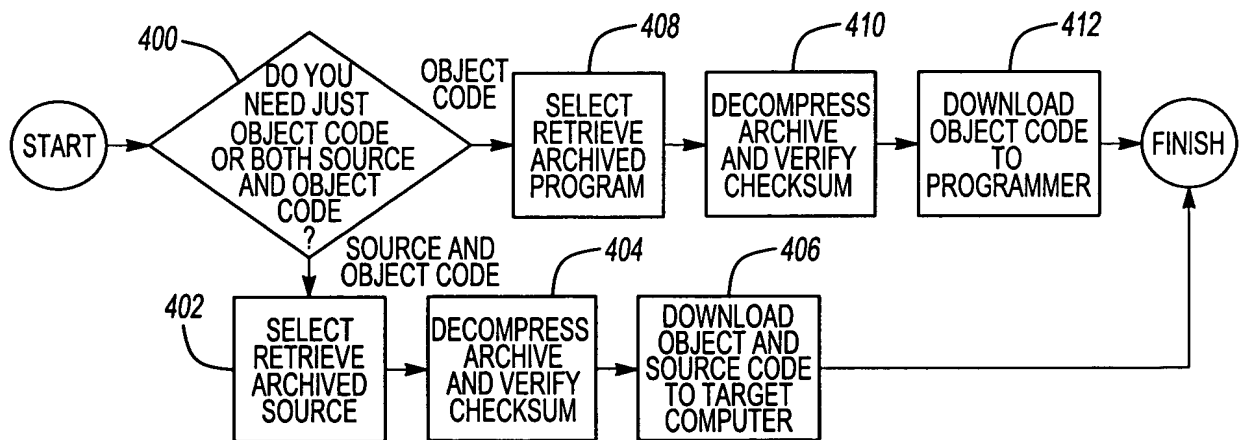 400
408
410
412
START
DO YOU
NEED JUST
OBJECT CODE
OR BOTH SOURCE
AND OBJECT
CODE
?
OBJECT
CODE
SELECT
RETRIEVE
ARCHIVED
PROGRAM
DECOMPRESS
ARCHIVE
AND VERIFY
CHECKSUM
DOWNLOAD
OBJECT CODE
TO
PROGRAMMER
FINISH
SOURCE AND
OBJECT CODE
404
406
402
SELECT
RETRIEVE
ARCHIVED
SOURCE
DECOMPRESS
ARCHIVE
AND VERIFY
CHECKSUM
DOWNLOAD
OBJECT AND
SOURCE CODE
TO TARGET
COMPUTER